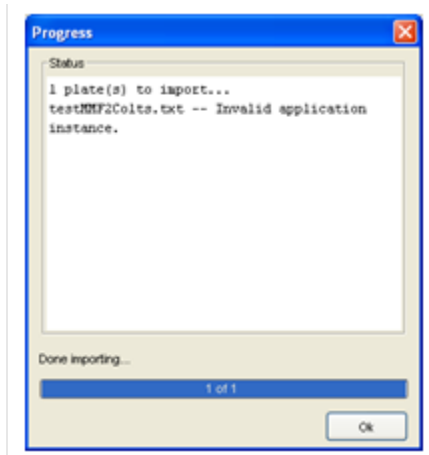 Progress
Status
1 plate(s) to import...
testMMF2Colts.txt -- Invalid application
instance.
Done importing...
1 of 1
Ok